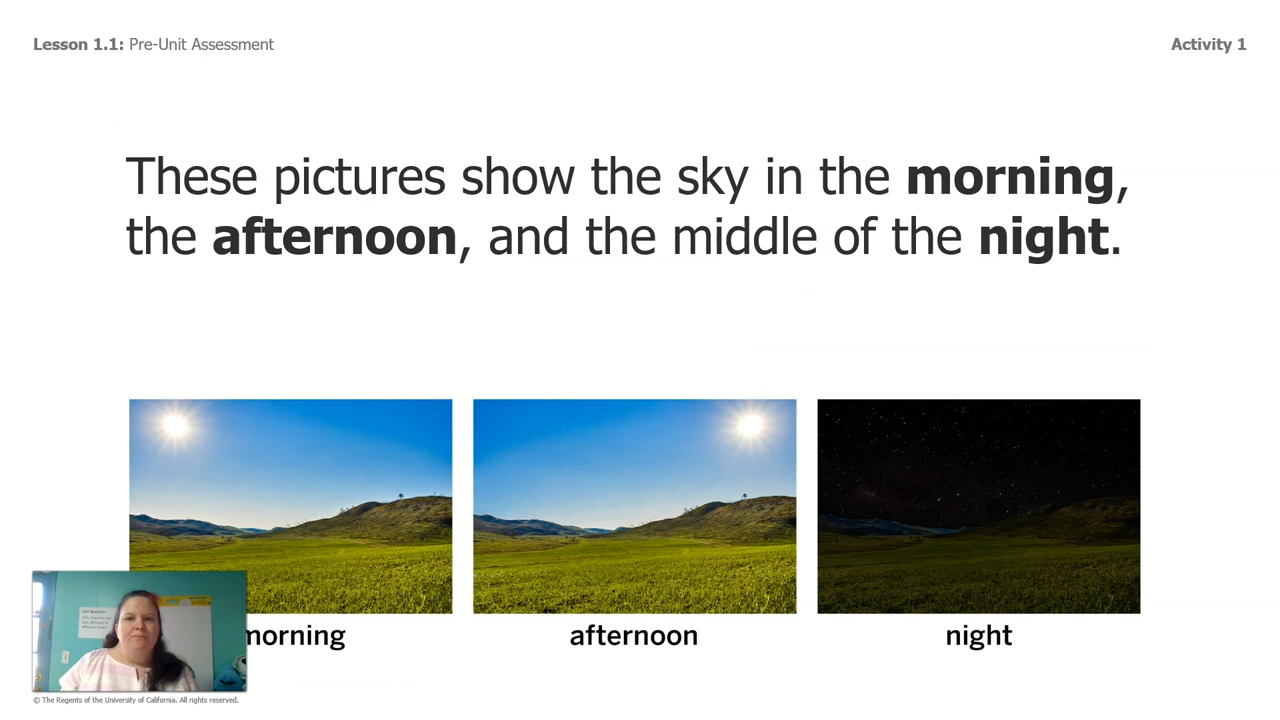 Lesson 1.1: Pre-Unit Assessment
Activity 1
These pictures show the sky in the morning,
the afternoon, and the middle of the night.
morning
afternoon
night
© The Regents of the University of California. All rights reserved.